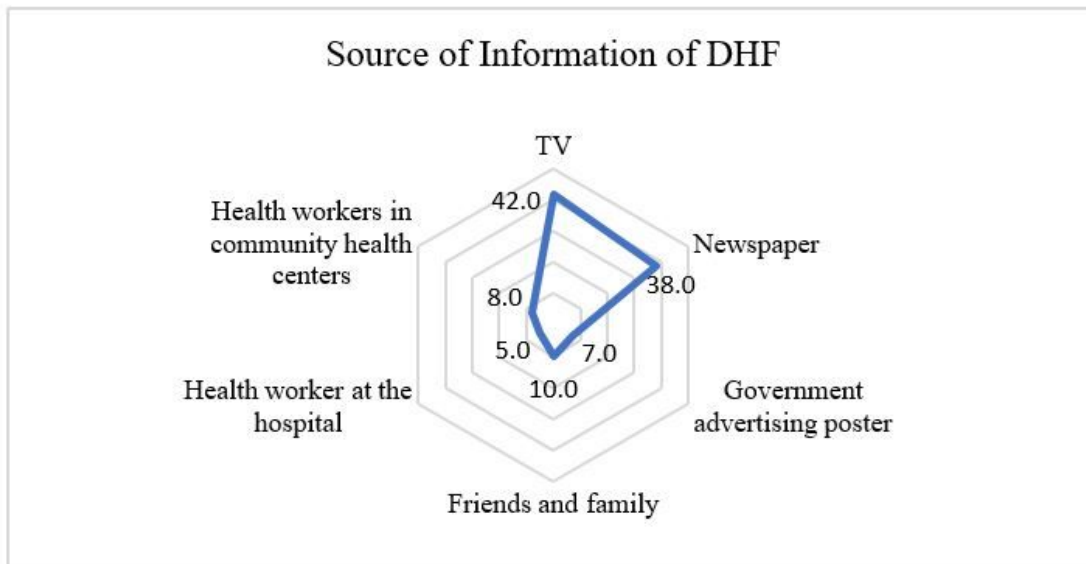 Source of Information of DHF
TV
42.0
Health workers in
community health
centers
Newspaper
38.0
8.0
5.0
7.0
10.0
Health worker at the
hospital
Government
advertising poster
Friends and family